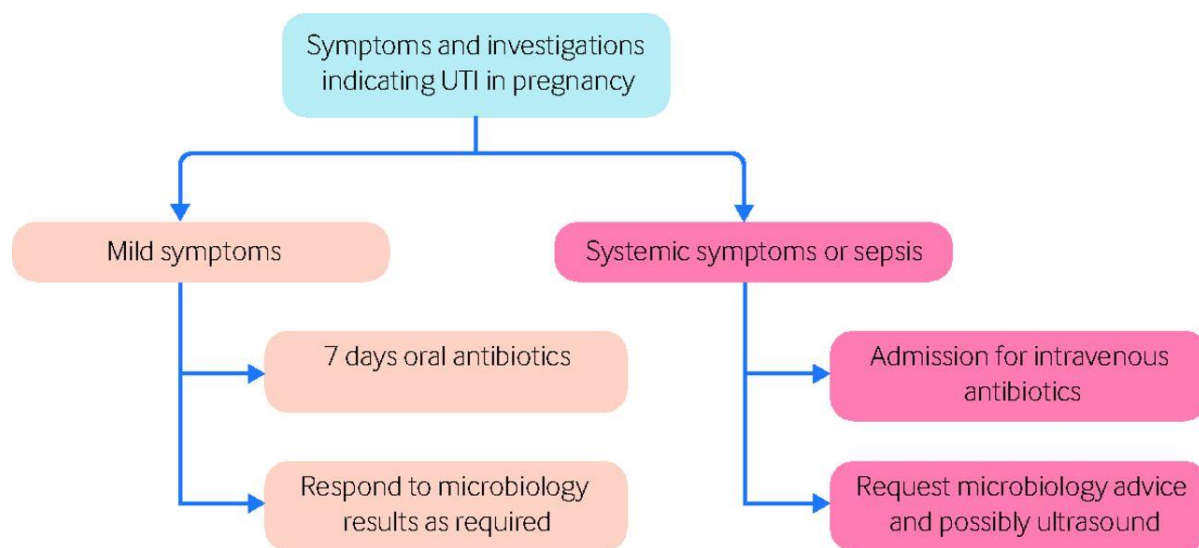 Symptoms and investigations
indicating UTI in pregnancy
Mild symptoms
Systemic symptoms or sepsis
7 days oral antibiotics
Admission for intravenous
antibiotics
Respond to microbiology
results as required
Request microbiology advice
and possibly ultrasound